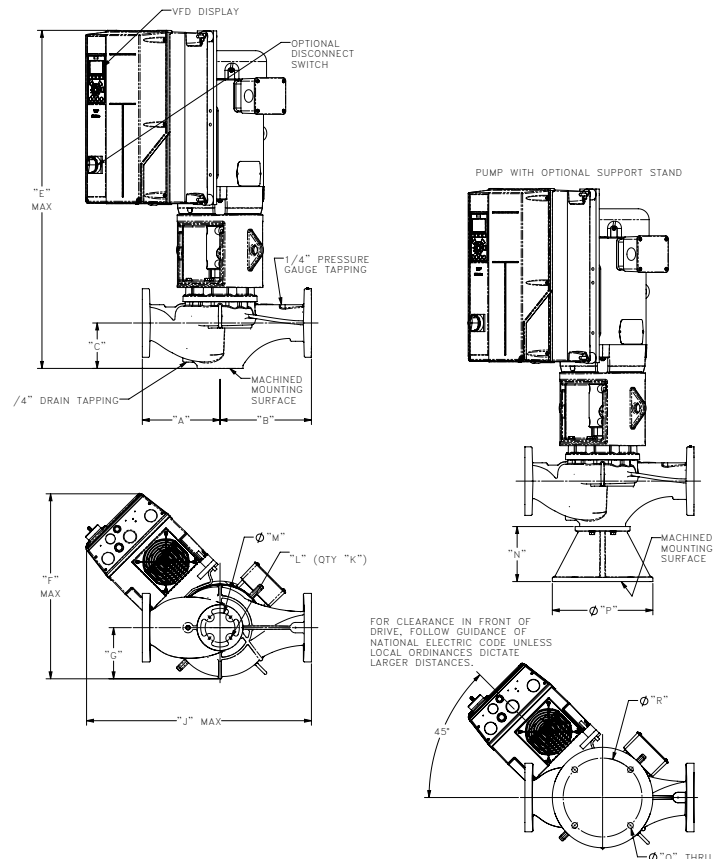 VFD DISPLAY
OPTIONAL
DISCONNECT
SWITCH
"E"
MAX
1/4" PRESSURE
GAUGE TAPPING
"C"
MACHINED
MOUNTING
SURFACE
/4" DRAIN TAPPING
"A"
"B"
PUMP WITH OPTIONAL SUPPORT STAND
"N"
MACHINED
MOUNTING
SURFACE
Ø "P"
Ø "M"
"L" (QTY "K")
"F"
MAX
"G"
"J" MAX
FOR CLEARANCE IN FRONT OF
DRIVE, FOLLOW GUIDANCE OF
NATIONAL ELECTRIC CODE UNLESS
LOCAL ORDINANCES DICTATE
LARGER DISTANCES.
45°
Ø "R"
Ø "O" THRU